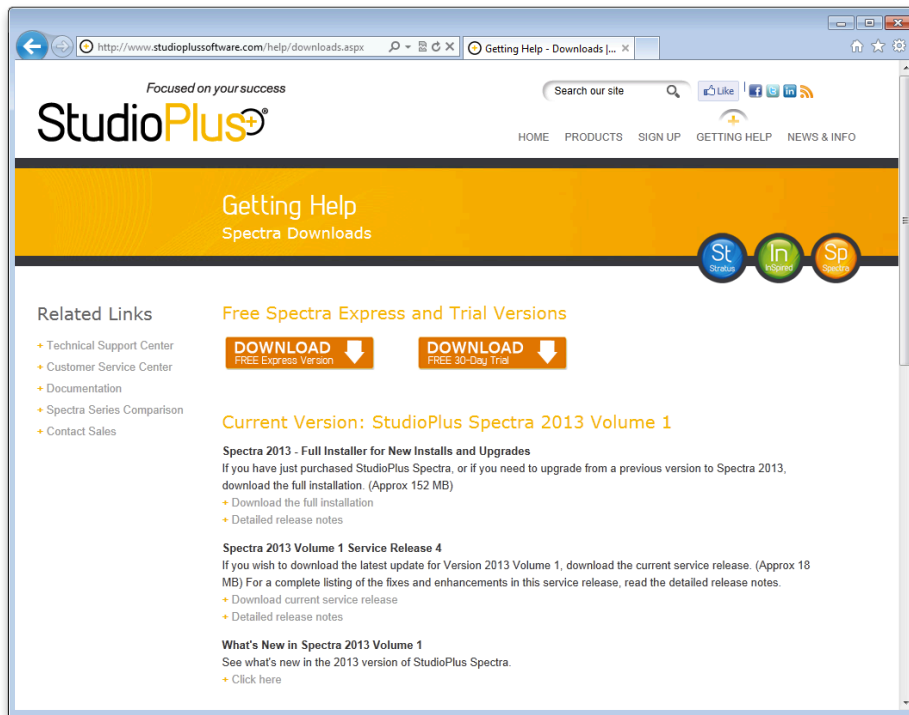 http://www.studioplussoftware.com/help/downloads.aspx
Getting Help - Downloads |...
Focused on your success
StudioPlus+
Search our site
Like
HOME PRODUCTS SIGN UP GETTING HELP NEWS & INFO
Getting Help
Spectra Downloads
St
Stratus
In
InSpired
Sp
Spectra
Related Links
+ Technical Support Center
+ Customer Service Center
+ Documentation
+ Spectra Series Comparison
+ Contact Sales
Free Spectra Express and Trial Versions
DOWNLOAD
FREE Express Version
DOWNLOAD
FREE 30-Day Trial
Current Version: StudioPlus Spectra 2013 Volume 1
Spectra 2013 - Full Installer for New Installs and Upgrades
If you have just purchased StudioPlus Spectra, or if you need to upgrade from a previous version to Spectra 2013,
download the full installation. (Approx 152 MB)
+ Download the full installation
+ Detailed release notes
Spectra 2013 Volume 1 Service Release 4
If you wish to download the latest update for Version 2013 Volume 1, download the current service release. (Approx 18
MB) For a complete listing of the fixes and enhancements in this service release, read the detailed release notes.
+ Download current service release
+ Detailed release notes
What's New in Spectra 2013 Volume 1
See what's new in the 2013 version of StudioPlus Spectra.
+ Click here